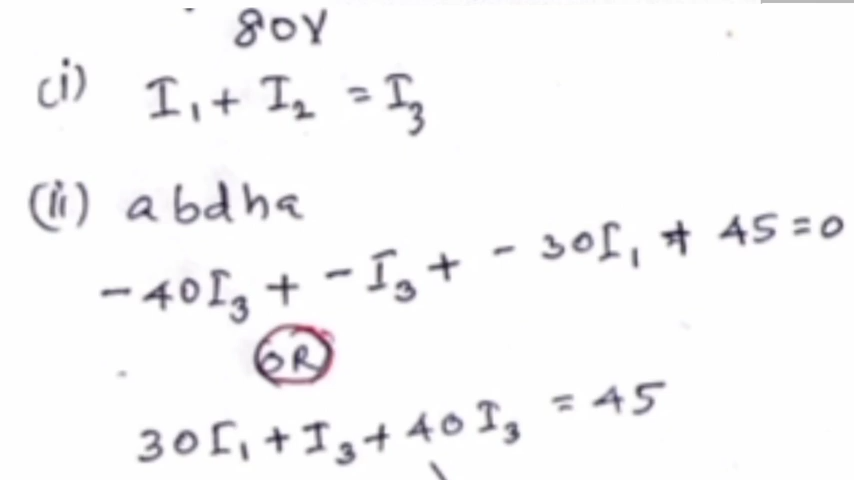 80V
(i) I₁ + I₂ = I₃
(ii) abdha
- 40I₃ + - I₃ + - 30I₁ + 45 = 0
OR
30I₁ + I₃ + 40I₃ = 45